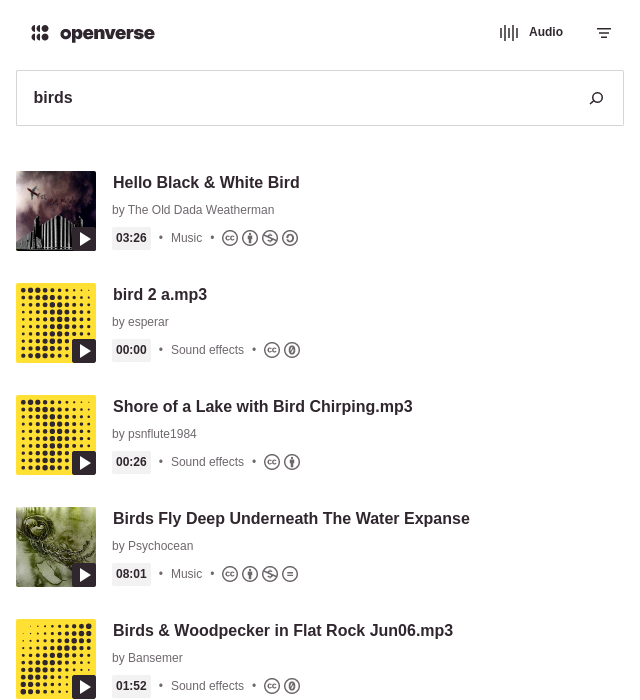 openverse
Audio
birds
Hello Black & White Bird
by The Old Dada Weatherman
03:26 • Music •
bird 2 a.mp3
by esperar
00:00 • Sound effects •
Shore of a Lake with Bird Chirping.mp3
by psnflute1984
00:26 • Sound effects •
Birds Fly Deep Underneath The Water Expanse
by Psychocean
08:01 • Music •
Birds & Woodpecker in Flat Rock Jun06.mp3
by Bansemer
01:52 • Sound effects •